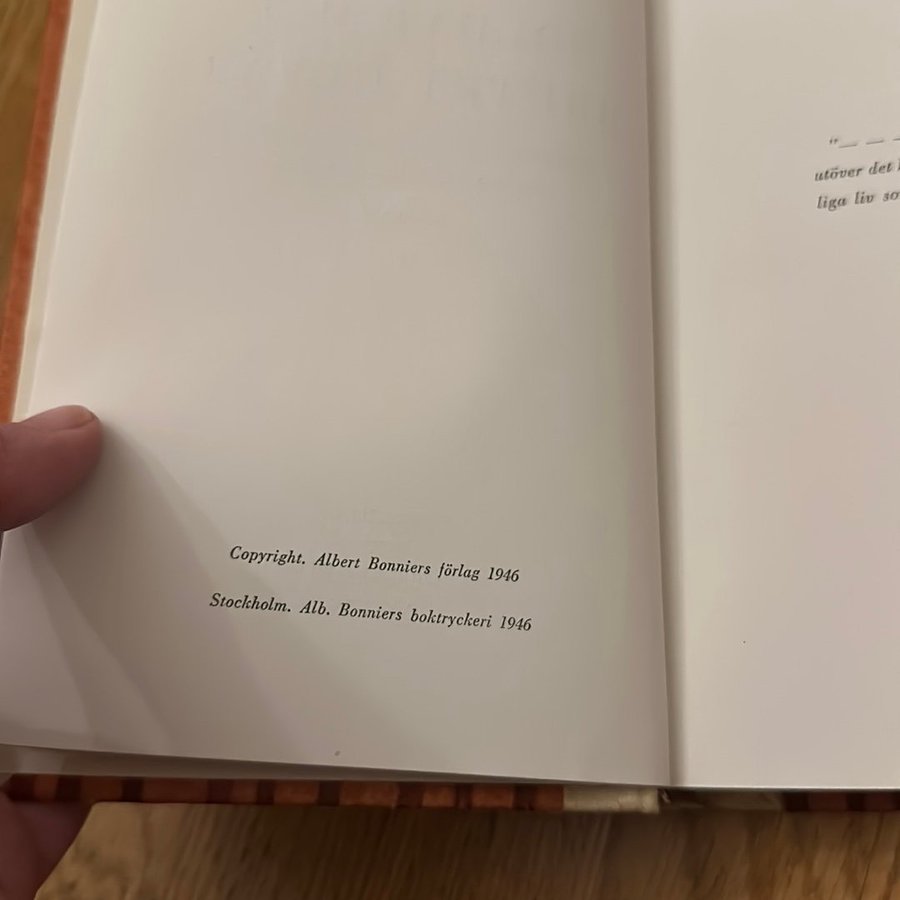 Copyright. Albert Bonniers förlag 1946
Stockholm. Alb. Bonniers boktryckeri 1946
"— — —
utöver det
liga liv